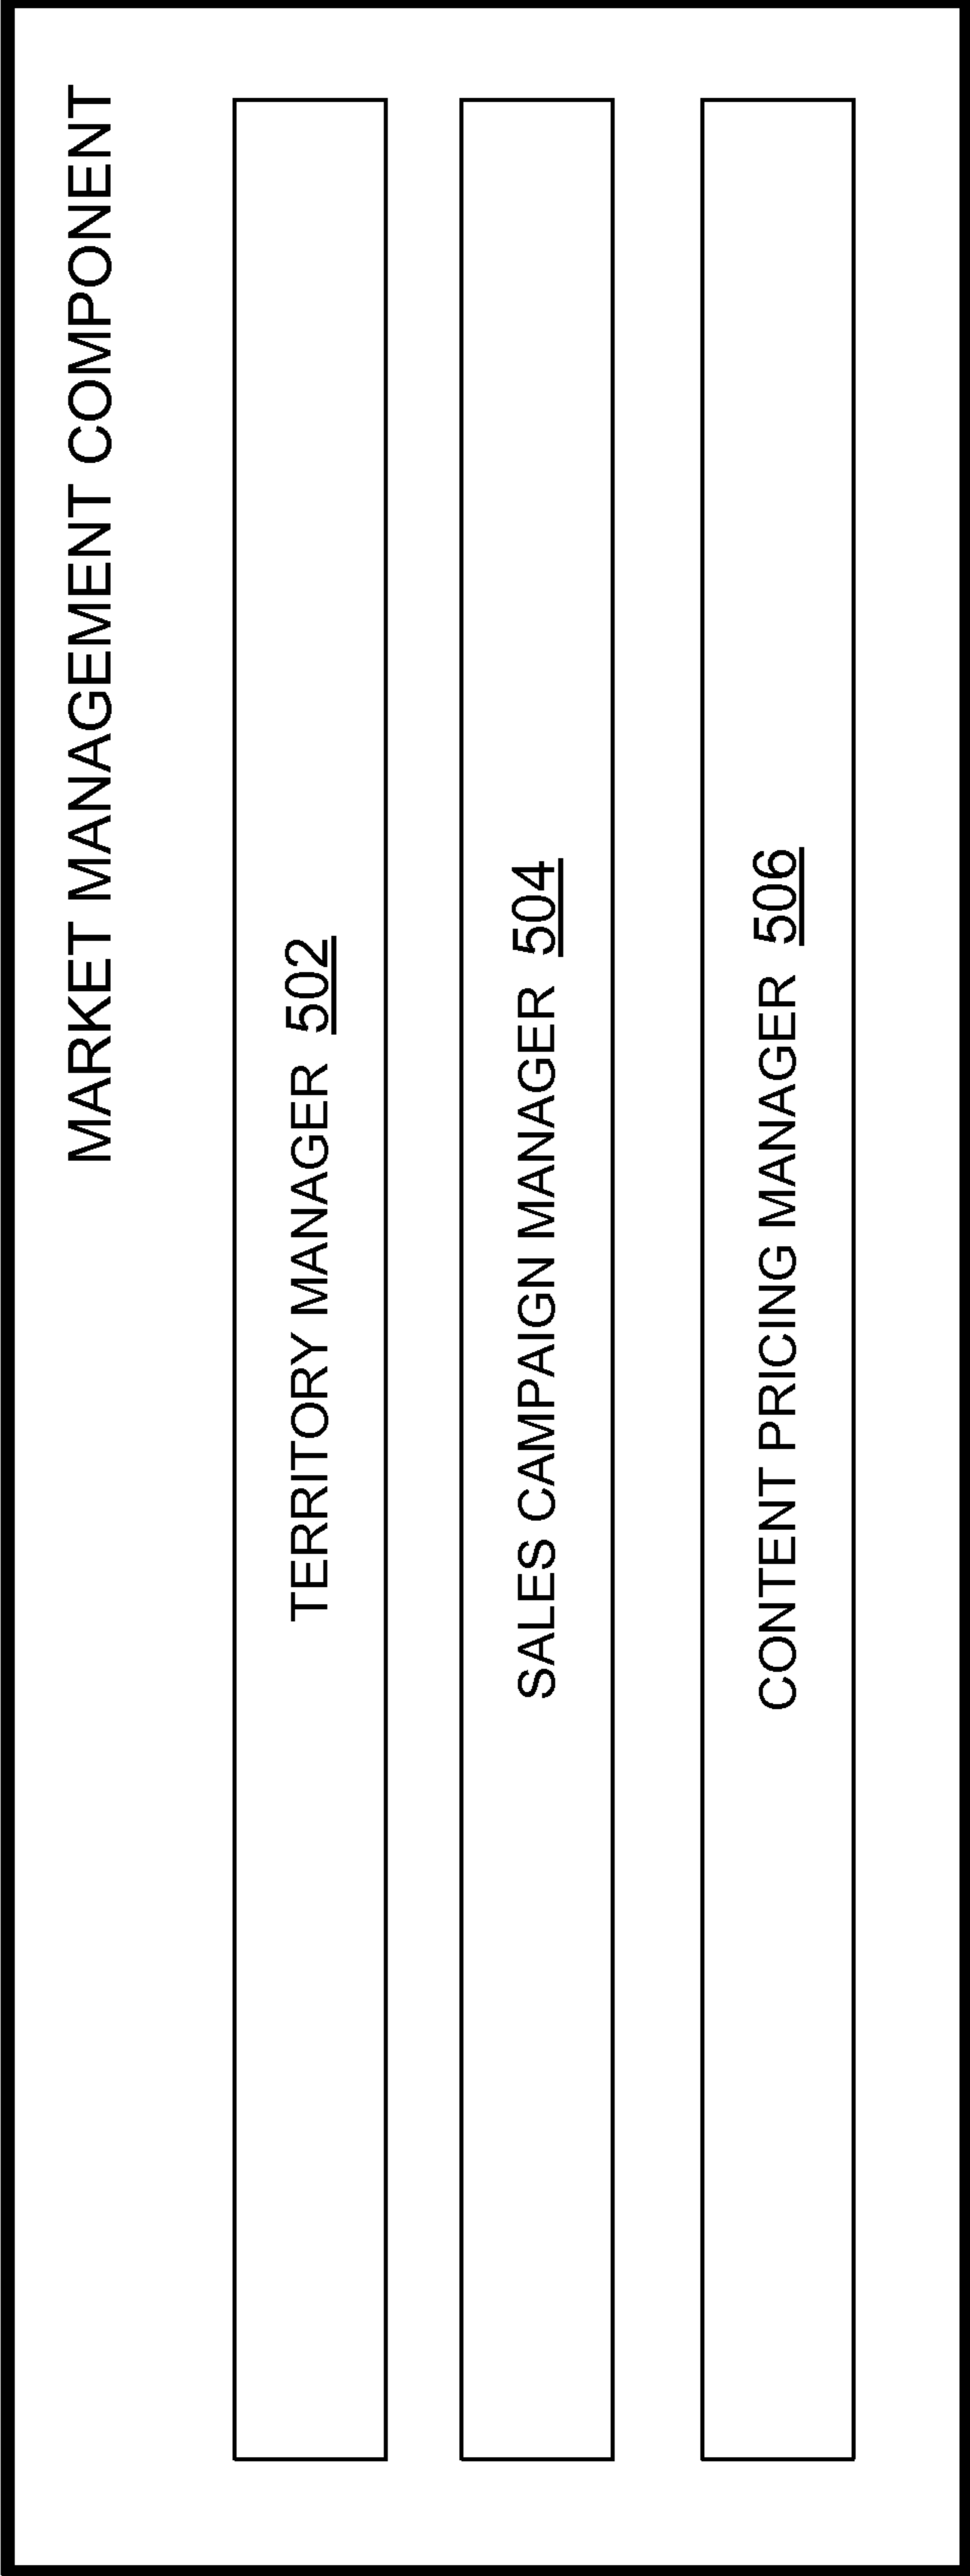 MARKET MANAGEMENT COMPONENT
TERRITORY MANAGER 502
SALES CAMPAIGN MANAGER 504
CONTENT PRICING MANAGER 506